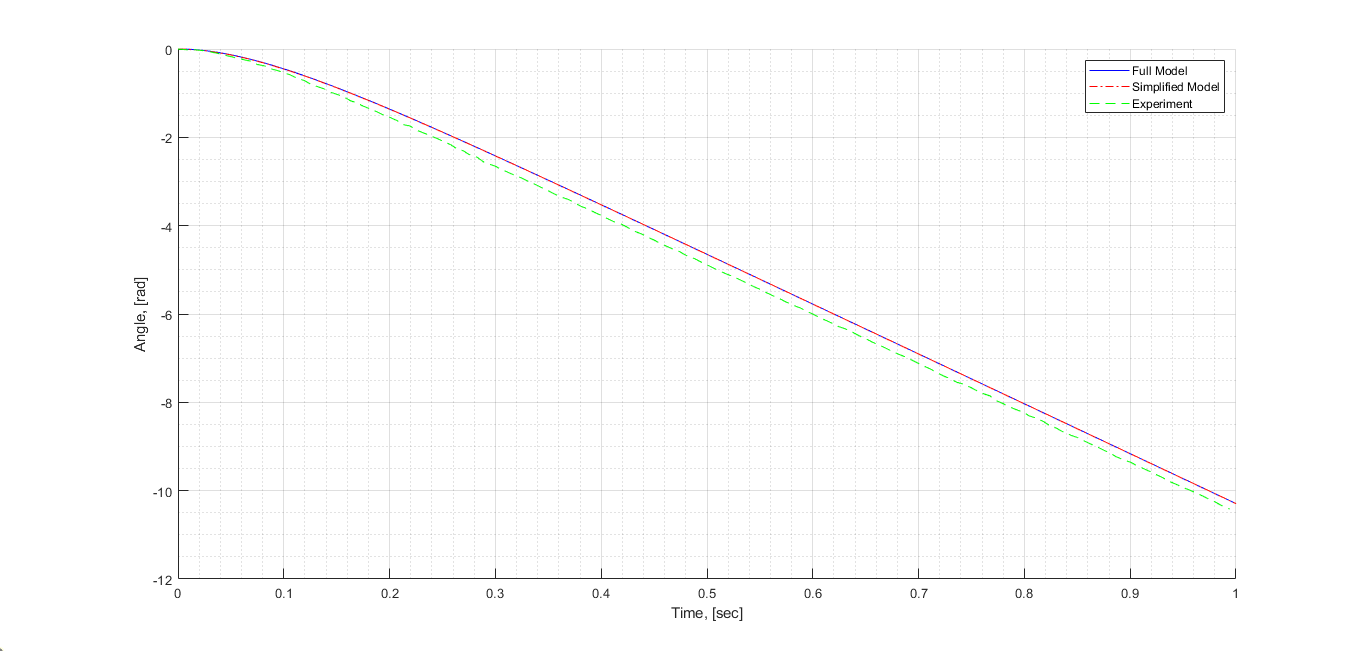 Full Model
Simplified Model
Experiment
0
-2
-4
-6
-8
-10
-12
Angle, [rad]
0 0.1 0.2 0.3 0.4 0.5 0.6 0.7 0.8 0.9 1
Time, [sec]